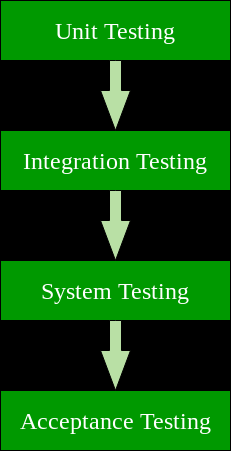 Unit Testing
Integration Testing
System Testing
Acceptance Testing